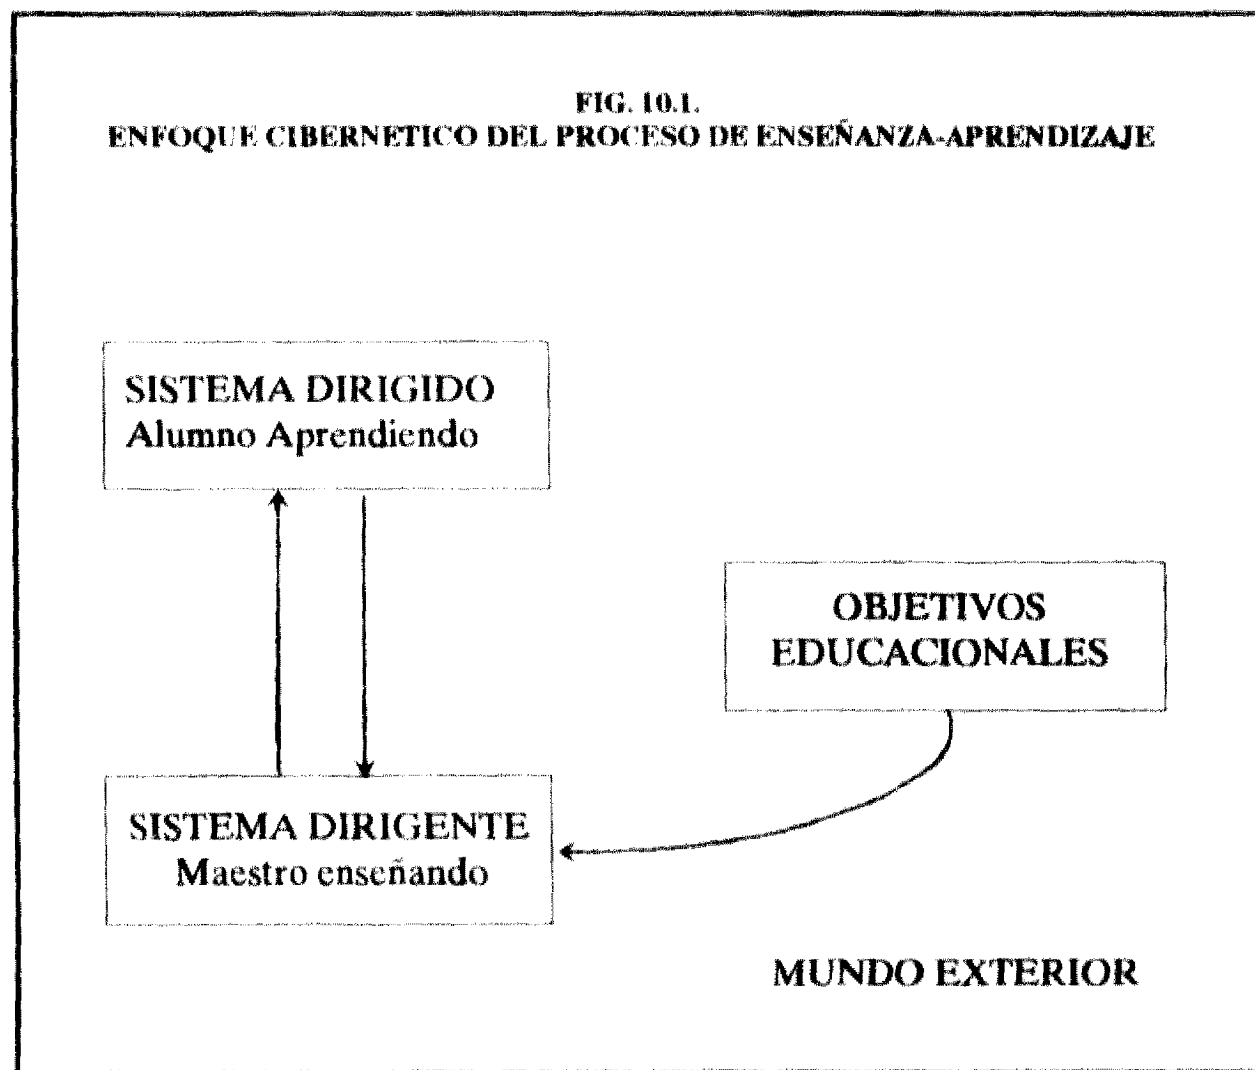 FIG. 10.1.
ENFOQUE CIBERNETICO DEL PROCESO DE ENSEÑANZA-APRENDIZAJE
SISTEMA DIRIGIDO
Alumno Aprendiendo
OBJETIVOS
EDUCACIONALES
SISTEMA DIRIGENTE
Maestro enseñando
MUNDO EXTERIOR